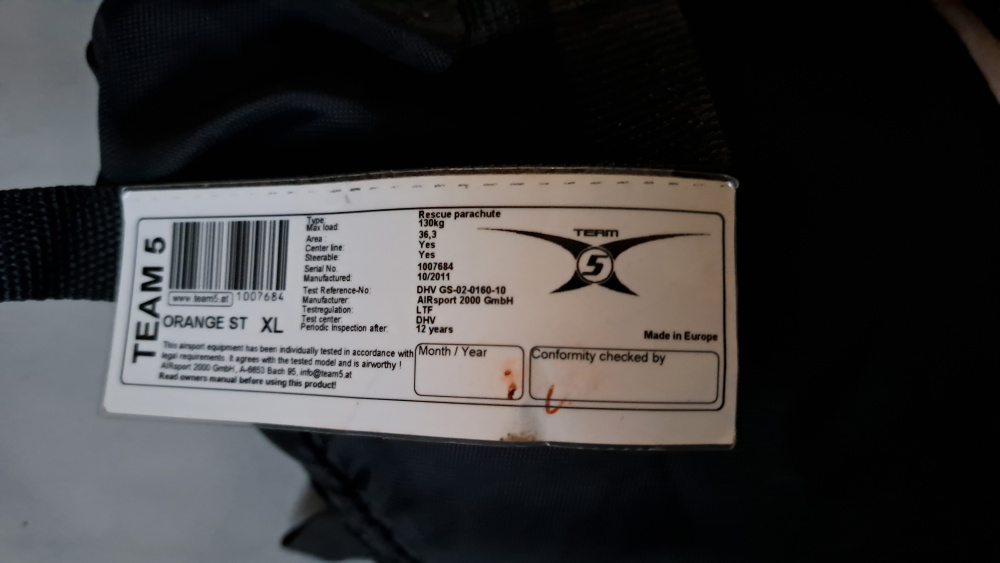 TEAM 5
www.team5.at 1007684
ORANGE ST XL
Type: Rescue parachute
Max load: 130kg
Area : 36,3
Center line: Yes
Steerable: Yes
Serial No. 1007684
Manufactured: 10/2011
Test Reference-No: DHV GS-02-0160-10
Manufacturer: AIRsport 2000 GmbH
Testregulation: LTF
Test center: DHV
Periodic Inspection after: 12 years
TEAM
5
Made in Europe
This airsport equipment has been individually tested in accordance with
legal requirements. It agrees with the tested model and is airworthy !
AIRsport 2000 GmbH , A-6653 Bach 95, info@team5.at
Read owners manual before using this product!
Month / Year
Conformity checked by